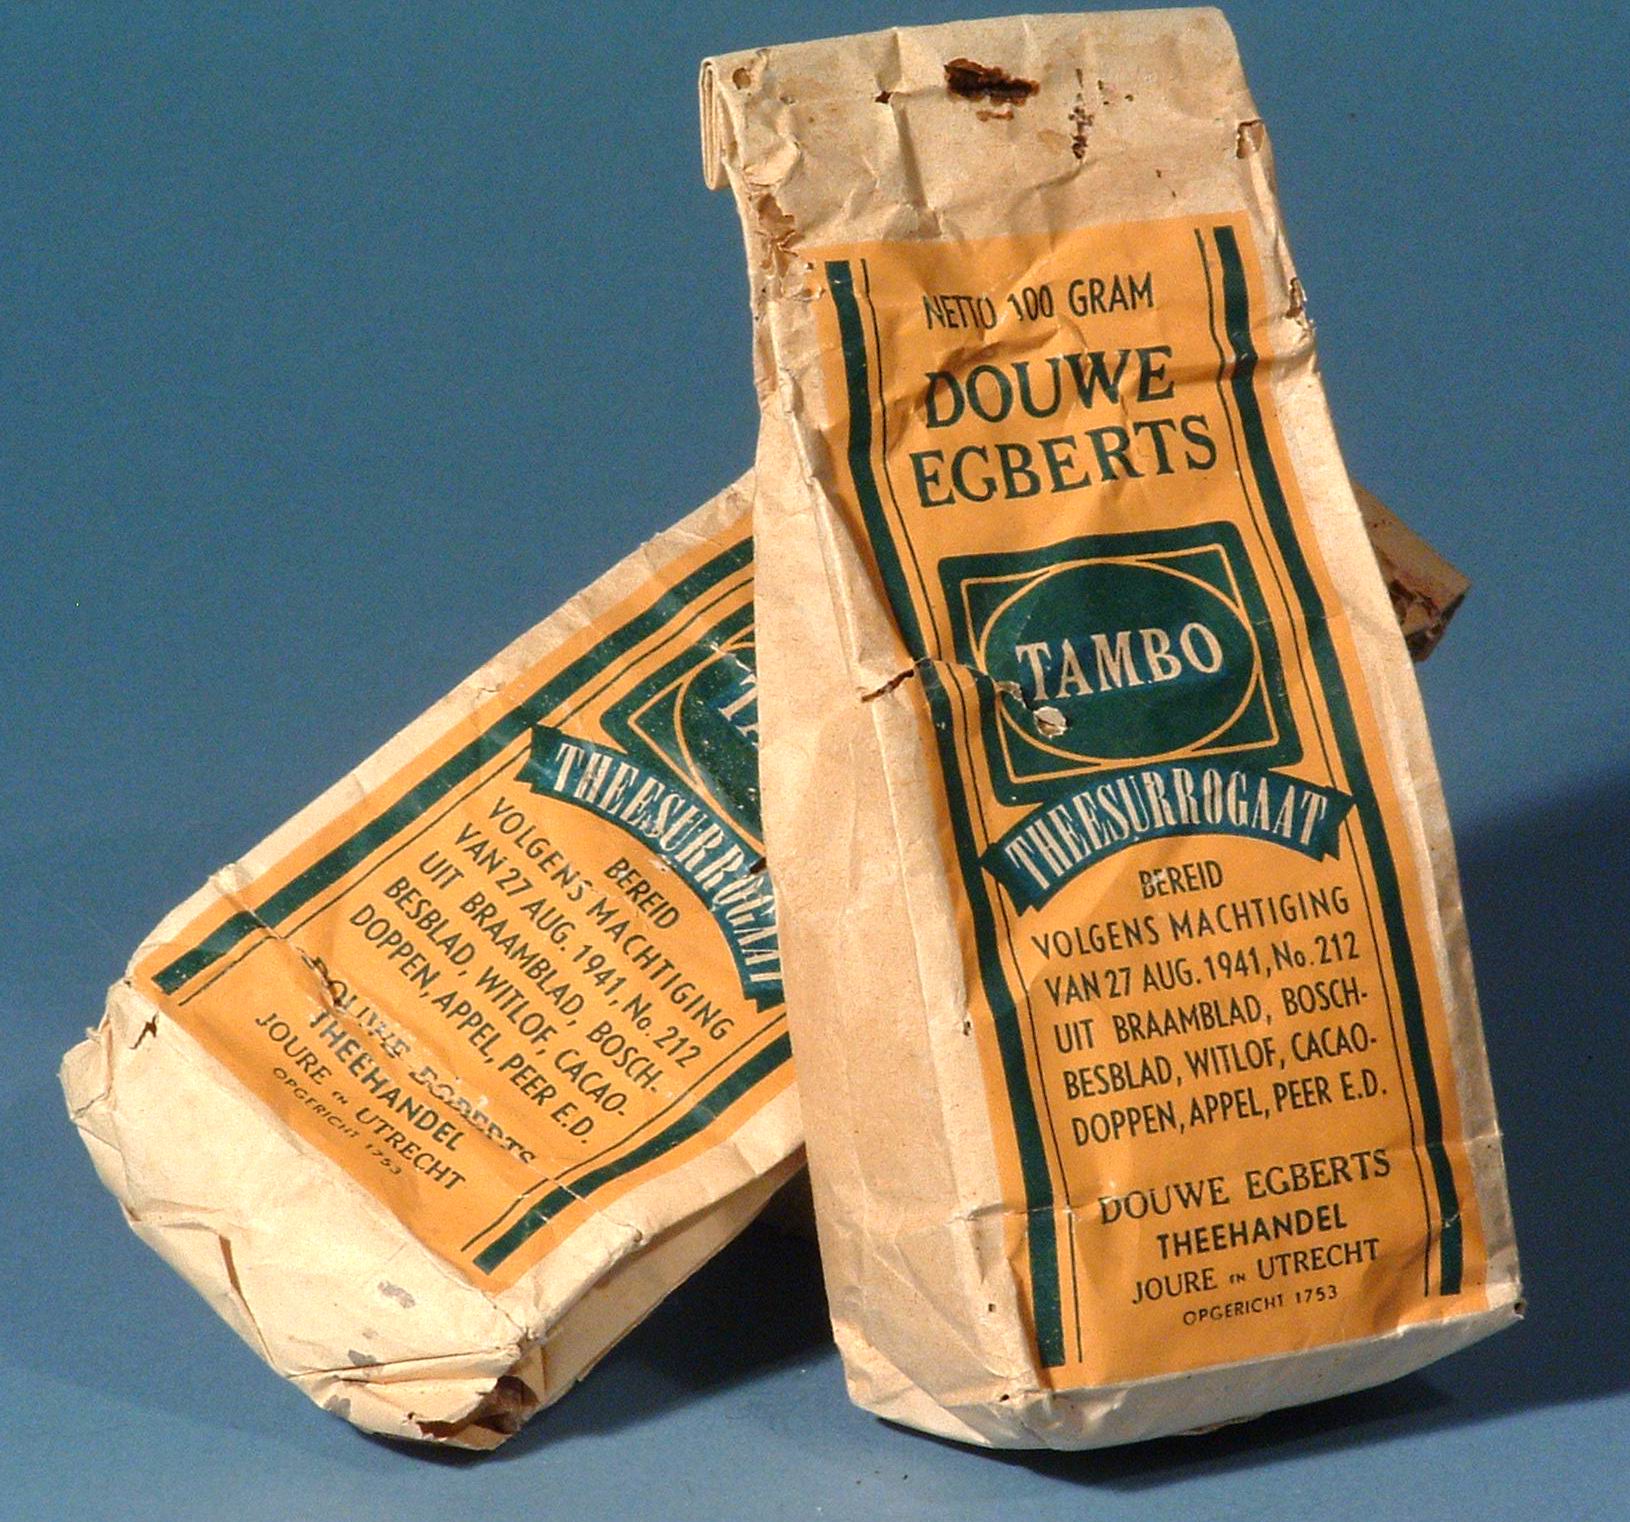 NETTO 100 GRAM
DOUWE
EGBERTS
TAMBO
THEESURROGAAT
BEREID
VOLGENS MACHTIGING
VAN 27 AUG. 1941, No. 212
UIT BRAAMBLAD, BOSCH-
BESBLAD, WITLOF, CACAO-
DOPPEN, APPEL, PEER E.D.
DOUWE EGBERTS
THEEHANDEL
JOURE EN UTRECHT
OPGERICHT 1753
THEESURROGAAT
BEREID
VOLGENS MACHTIGING
VAN 27 AUG. 1941, No. 212
UIT BRAAMBLAD, BOSCH-
BESBLAD, WITLOF, CACAO-
DOPPEN, APPEL, PEER E.D.
DOUWE EGBERTS
THEEHANDEL
JOURE EN UTRECHT
OPGERICHT 1753